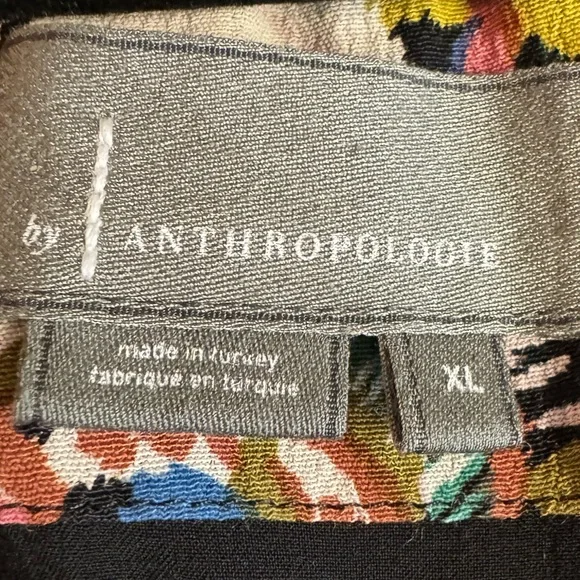 by ANTHROPOLOGIE
made in turkey
fabriqué en turquie
XL